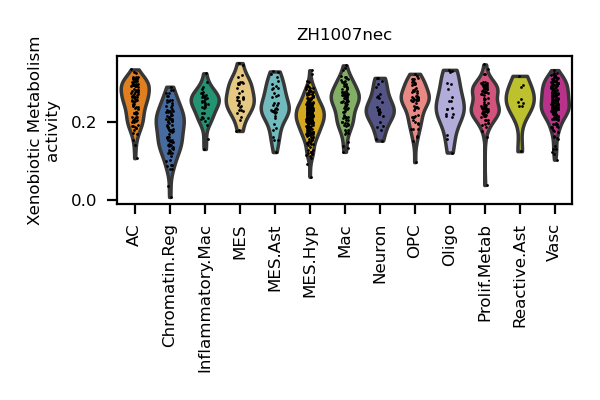 ZH1007nec
Xenobiotic Metabolism
activity
0.2
0.0
AC
Chromatin.Reg
Inflammatory.Mac
MES
MES.Ast
MES.Hyp
Mac
Neuron
OPC
Oligo
Prolif.Metab
Reactive.Ast
Vasc